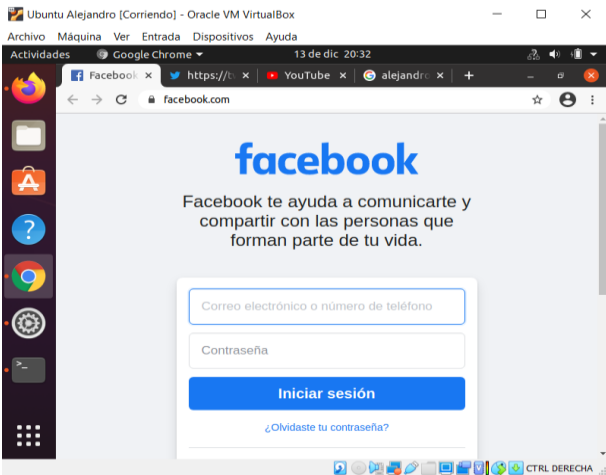 Ubuntu Alejandro [Corriendo] - Oracle VM VirtualBox
Archivo Máquina Ver Entrada Dispositivos Ayuda
Actividades Google Chrome 13 de dic 20:32
Facebook https://t YouTube alejandro
facebook.com
facebook
Facebook te ayuda a comunicarte y
compartir con las personas que
forman parte de tu vida.
Correo electrónico o número de teléfono
Contraseña
Iniciar sesión
¿Olvidaste tu contraseña?
CTRL DERECHA